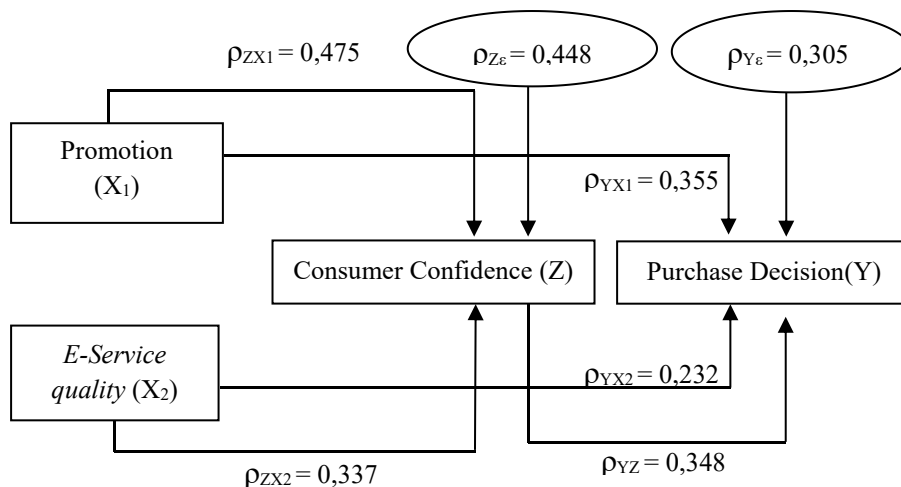 ρZX1 = 0,475
ρZε = 0,448
ρYε = 0,305
Promotion
(X1)
ρYX1 = 0,355
Consumer Confidence (Z)
Purchase Decision(Y)
E-Service
quality (X2)
ρYX2 = 0,232
ρZX2 = 0,337
ρYZ = 0,348